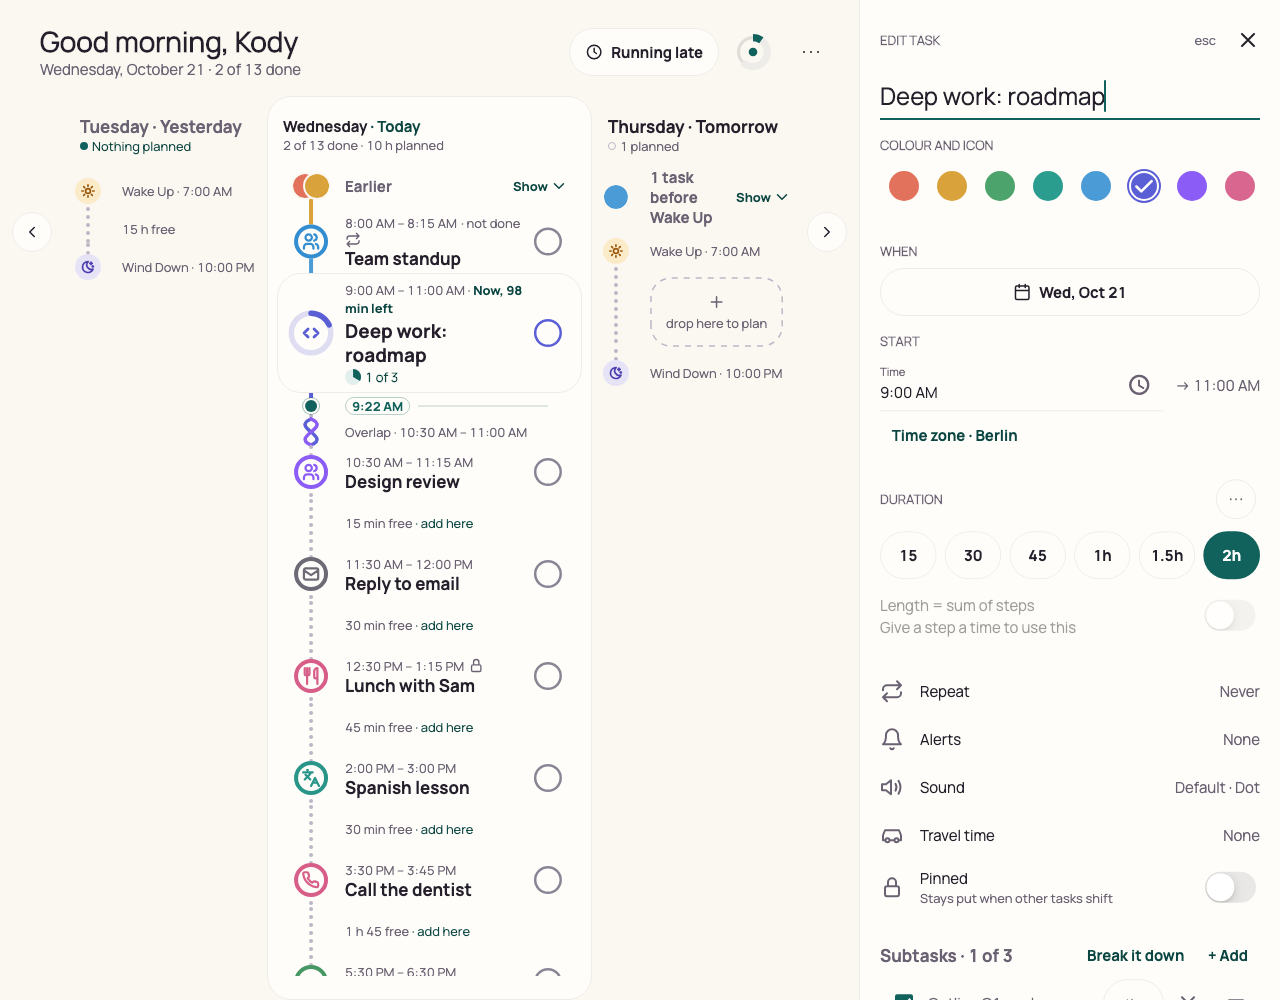 Good morning, Kody
Wednesday, October 21 · 2 of 13 done
Running late
Tuesday · Yesterday
Nothing planned
Wake Up · 7:00 AM
15 h free
Wind Down · 10:00 PM
Wednesday · Today
2 of 13 done · 10 h planned
Earlier
Show
8:00 AM – 8:15 AM · not done
Team standup
9:00 AM – 11:00 AM · Now, 98
min left
Deep work:
roadmap
1 of 3
9:22 AM
Overlap · 10:30 AM – 11:00 AM
10:30 AM – 11:15 AM
Design review
15 min free · add here
11:30 AM – 12:00 PM
Reply to email
30 min free · add here
12:30 PM – 1:15 PM
Lunch with Sam
45 min free · add here
2:00 PM – 3:00 PM
Spanish lesson
30 min free · add here
3:30 PM – 3:45 PM
Call the dentist
1 h 45 free · add here
5:30 PM – 6:30 PM
Thursday · Tomorrow
1 planned
1 task
before
Wake Up
Show
Wake Up · 7:00 AM
drop here to plan
Wind Down · 10:00 PM
EDIT TASK
esc
Deep work: roadmap
COLOUR AND ICON
WHEN
Wed, Oct 21
START
Time
9:00 AM
→ 11:00 AM
Time zone · Berlin
DURATION
15
30
45
1h
1.5h
2h
Length = sum of steps
Give a step a time to use this
Repeat
Never
Alerts
None
Sound
Default · Dot
Travel time
None
Pinned
Stays put when other tasks shift
Subtasks · 1 of 3
Break it down
+ Add